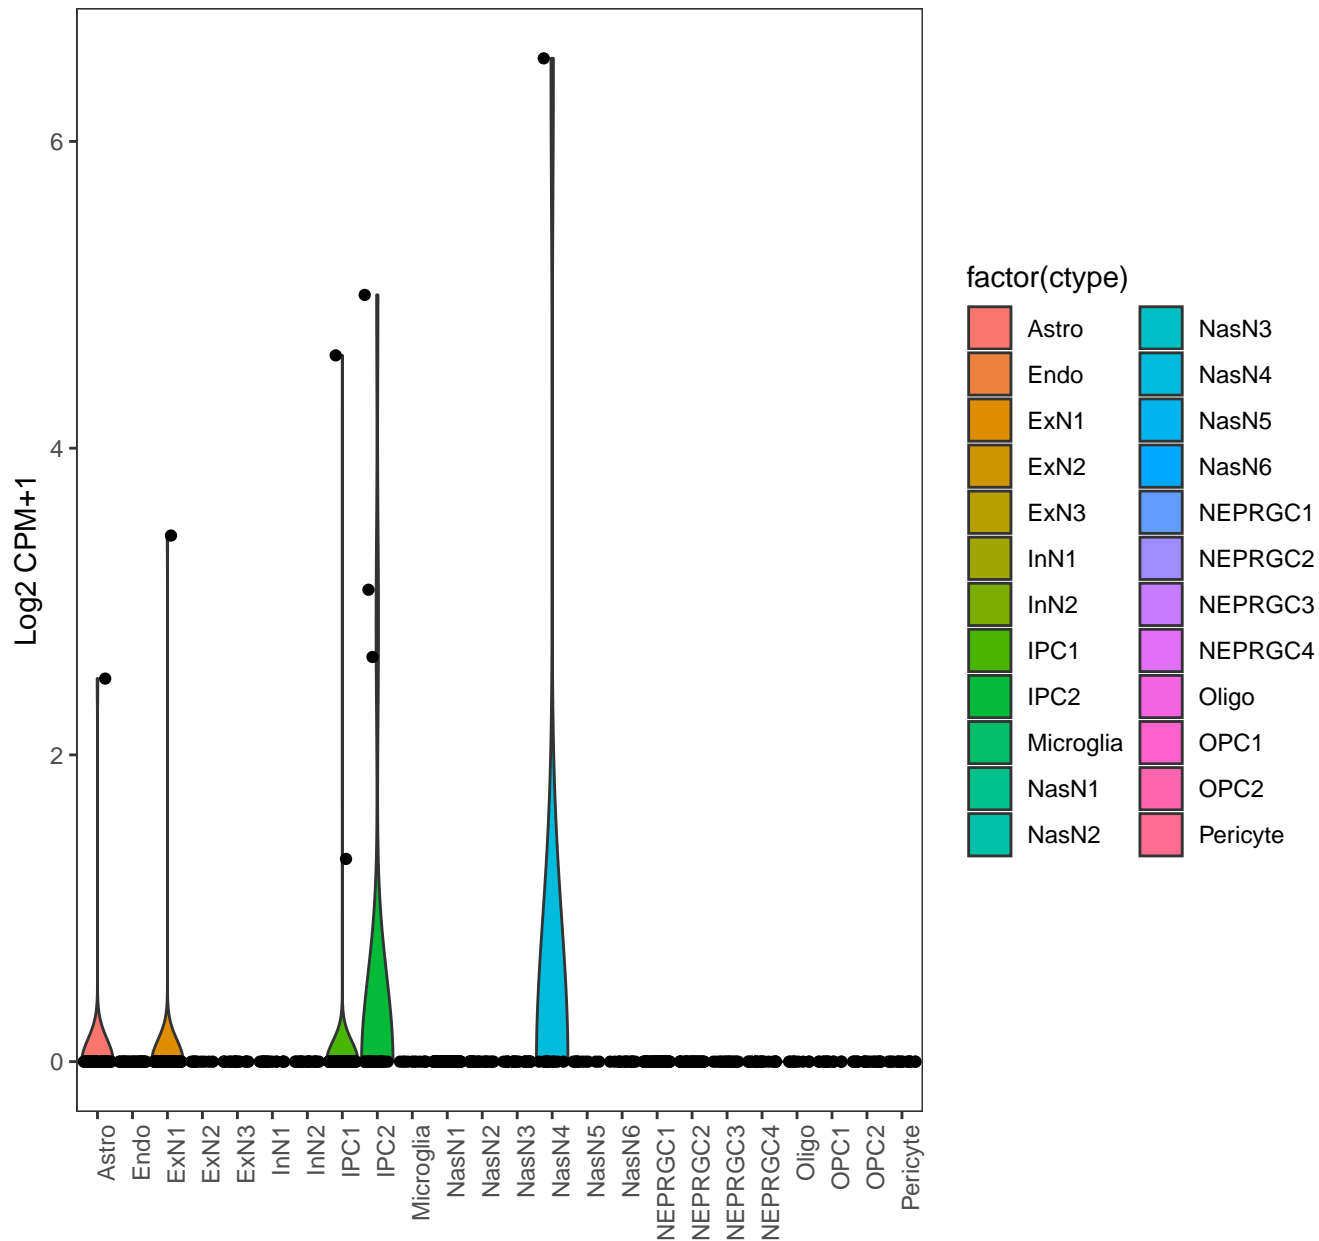 6
4
2
0
Log2 CPM+1
Astro
Endo
ExN1
ExN2
ExN3
InN1
InN2
IPC1
IPC2
Microglia
NasN1
NasN2
NasN3
NasN4
NasN5
NasN6
NEPRGC1
NEPRGC2
NEPRGC3
NEPRGC4
Oligo
OPC1
OPC2
Pericyte
factor(ctype)
Astro
Endo
ExN1
ExN2
ExN3
InN1
InN2
IPC1
IPC2
Microglia
NasN1
NasN2
NasN3
NasN4
NasN5
NasN6
NEPRGC1
NEPRGC2
NEPRGC3
NEPRGC4
Oligo
OPC1
OPC2
Pericyte